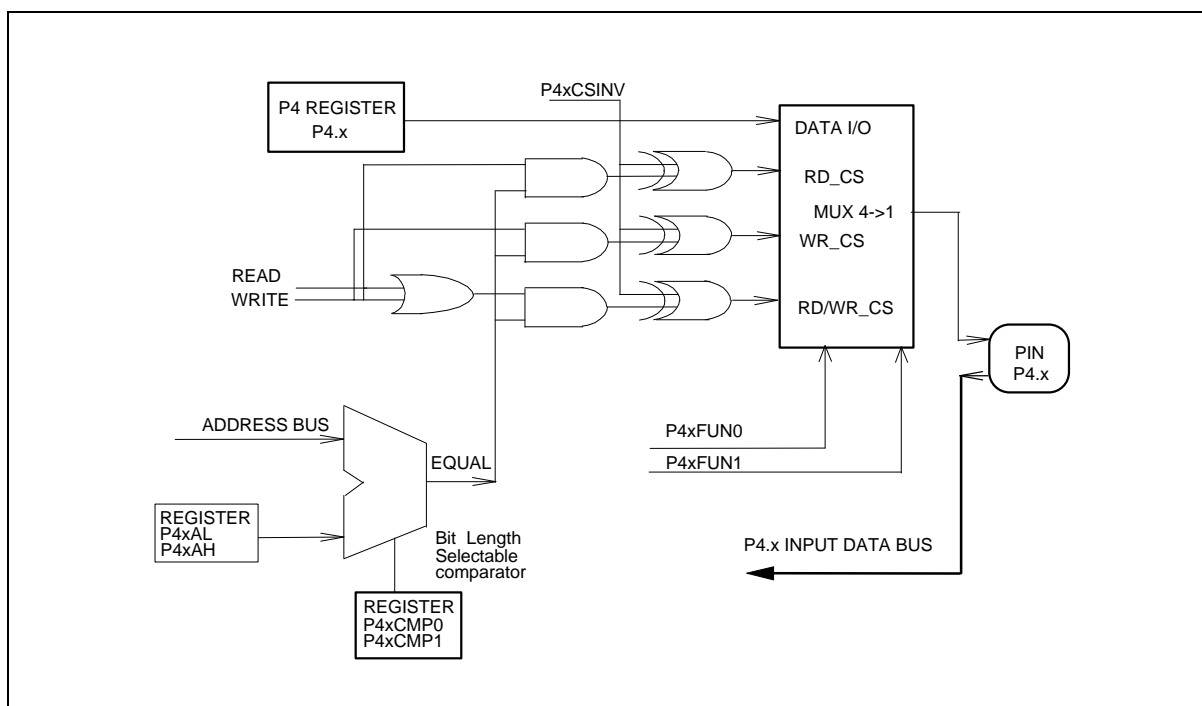 P4xCSINV
P4 REGISTER
P4.x
DATA I/O
RD_CS
MUX 4->1
WR_CS
READ
WRITE
RD/WR_CS
PIN
P4.x
ADDRESS BUS
P4xFUN0
P4xFUN1
EQUAL
REGISTER
P4xAL
P4xAH
Bit Length
Selectable
comparator
P4.x INPUT DATA BUS
REGISTER
P4xCMP0
P4xCMP1